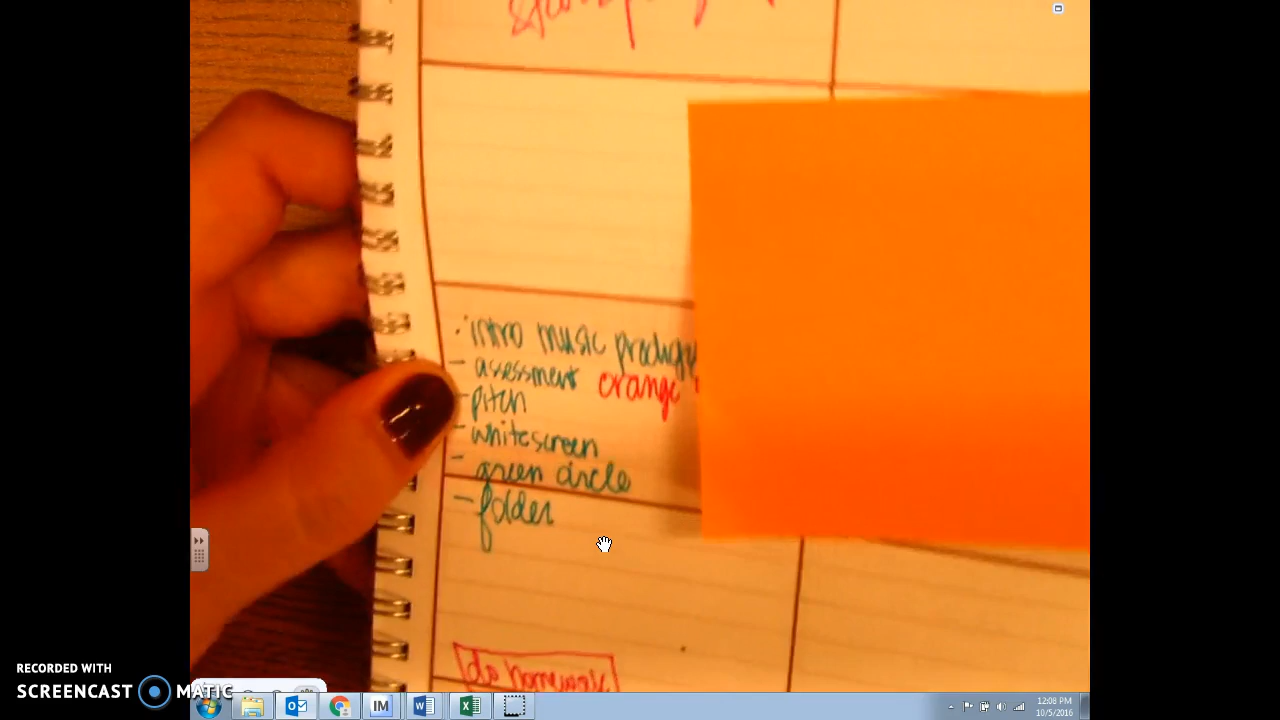 · intro music prodigy
- assessment orange
- pitch
- whitescreen
- green circle
- folder
do homework
RECORDED WITH
SCREENCAST MATIC
IM
12:08 PM
10/5/2016